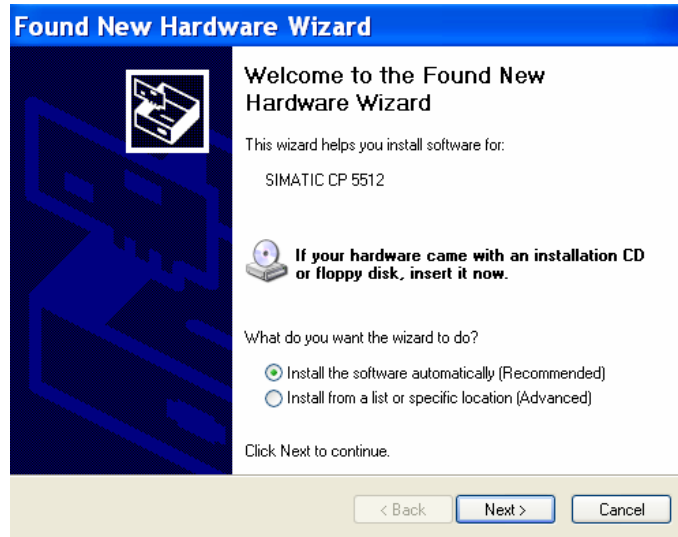 Found New Hardware Wizard
Welcome to the Found New
Hardware Wizard
This wizard helps you install software for:
SIMATIC CP 5512
If your hardware came with an installation CD
or floppy disk, insert it now.
What do you want the wizard to do?
Install the software automatically (Recommended)
Install from a list or specific location (Advanced)
Click Next to continue.
< Back Next > Cancel